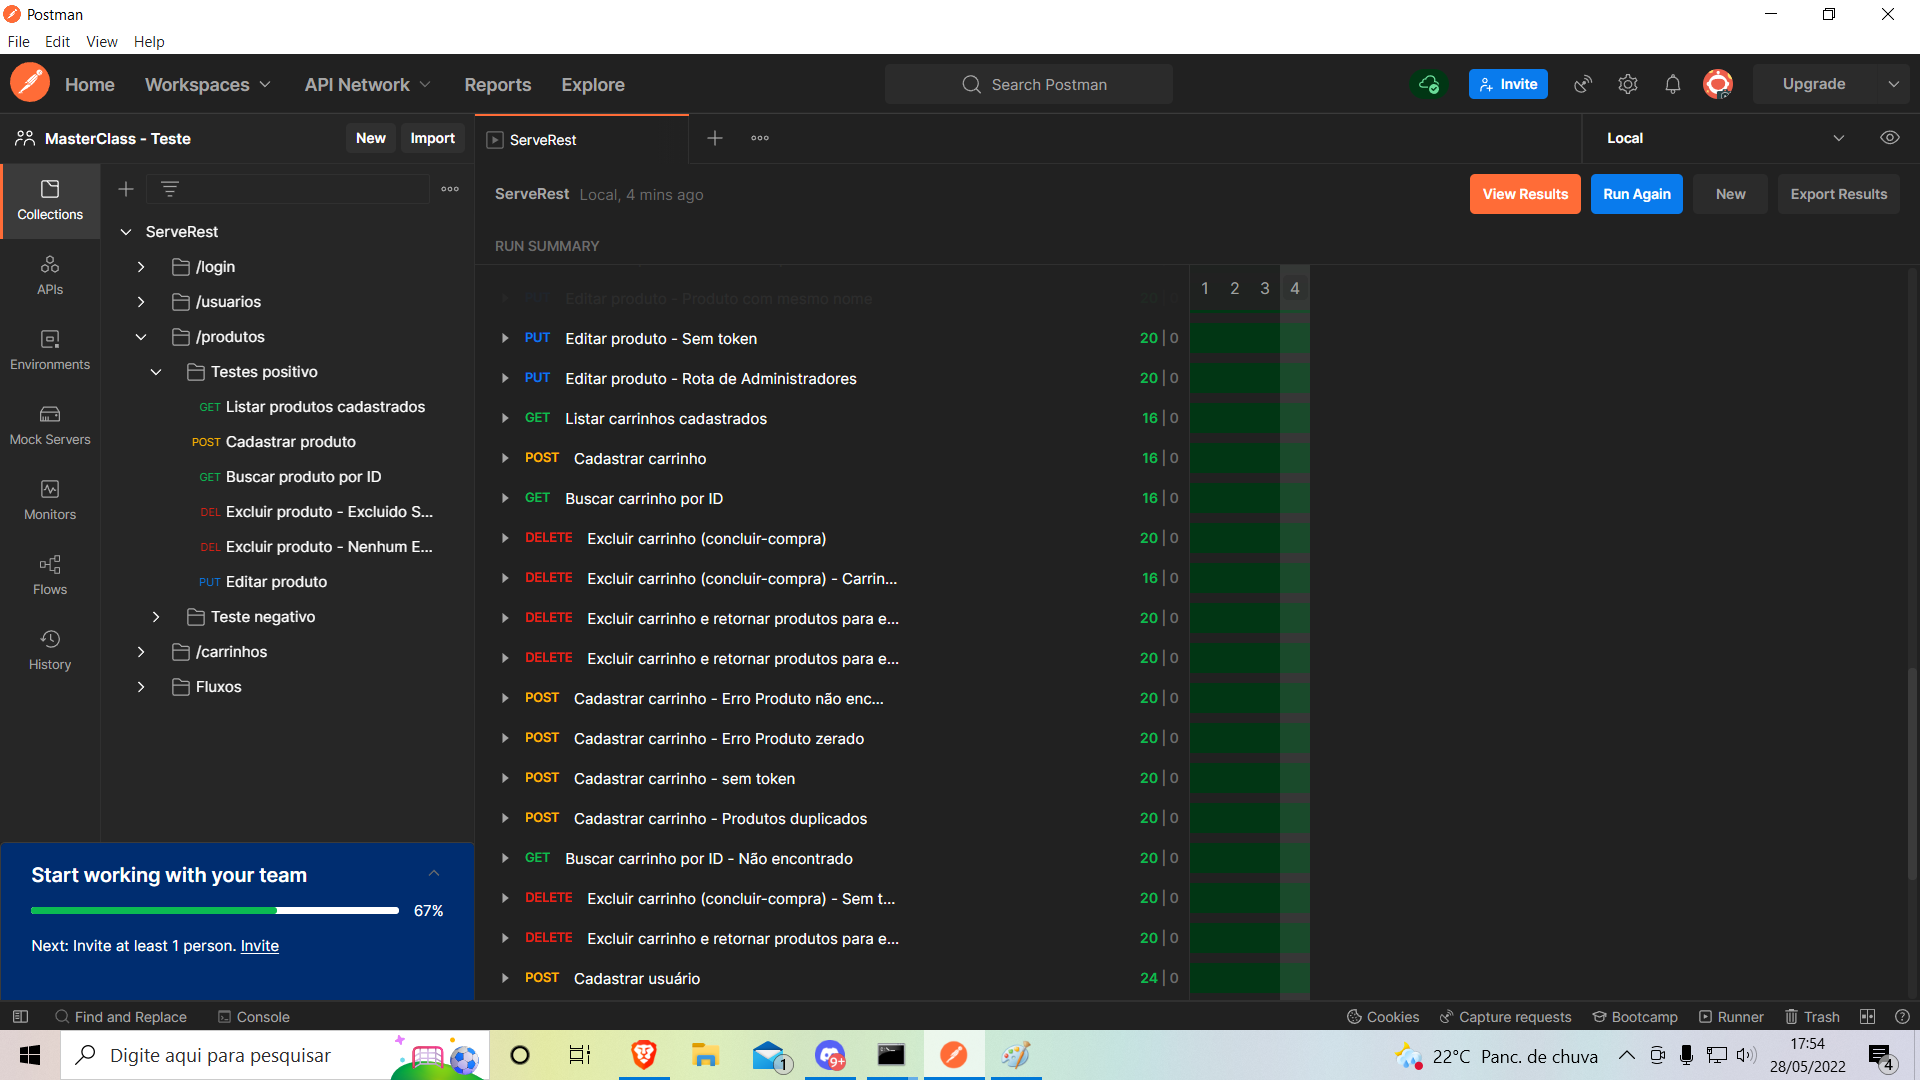 Postman
File Edit View Help
Home Workspaces API Network Reports Explore Search Postman Invite Upgrade
MasterClass - Teste New Import ServeRest Local
Collections
APIs
Environments
Mock Servers
Monitors
Flows
History
ServeRest
/login
/usuarios
/produtos
Testes positivo
GET Listar produtos cadastrados
POST Cadastrar produto
GET Buscar produto por ID
DEL Excluir produto - Excluido S...
DEL Excluir produto - Nenhum E...
PUT Editar produto
Teste negativo
/carrinhos
Fluxos
Start working with your team
67%
Next: Invite at least 1 person. Invite
ServeRest Local, 4 mins ago View Results Run Again New Export Results
RUN SUMMARY
1 2 3 4
Editar produto - Produto com mesmo nome 20 | 0
PUT Editar produto - Sem token 20 | 0
PUT Editar produto - Rota de Administradores 20 | 0
GET Listar carrinhos cadastrados 16 | 0
POST Cadastrar carrinho 16 | 0
GET Buscar carrinho por ID 16 | 0
DELETE Excluir carrinho (concluir-compra) 20 | 0
DELETE Excluir carrinho (concluir-compra) - Carrin... 16 | 0
DELETE Excluir carrinho e retornar produtos para e... 20 | 0
DELETE Excluir carrinho e retornar produtos para e... 20 | 0
POST Cadastrar carrinho - Erro Produto não enc... 20 | 0
POST Cadastrar carrinho - Erro Produto zerado 20 | 0
POST Cadastrar carrinho - sem token 20 | 0
POST Cadastrar carrinho - Produtos duplicados 20 | 0
GET Buscar carrinho por ID - Não encontrado 20 | 0
DELETE Excluir carrinho (concluir-compra) - Sem t... 20 | 0
DELETE Excluir carrinho e retornar produtos para e... 20 | 0
POST Cadastrar usuário 24 | 0
Find and Replace Console Cookies Capture requests Bootcamp Runner Trash
Digite aqui para pesquisar 1 9+ 22°C Panc. de chuva 17:54
28/05/2022 4